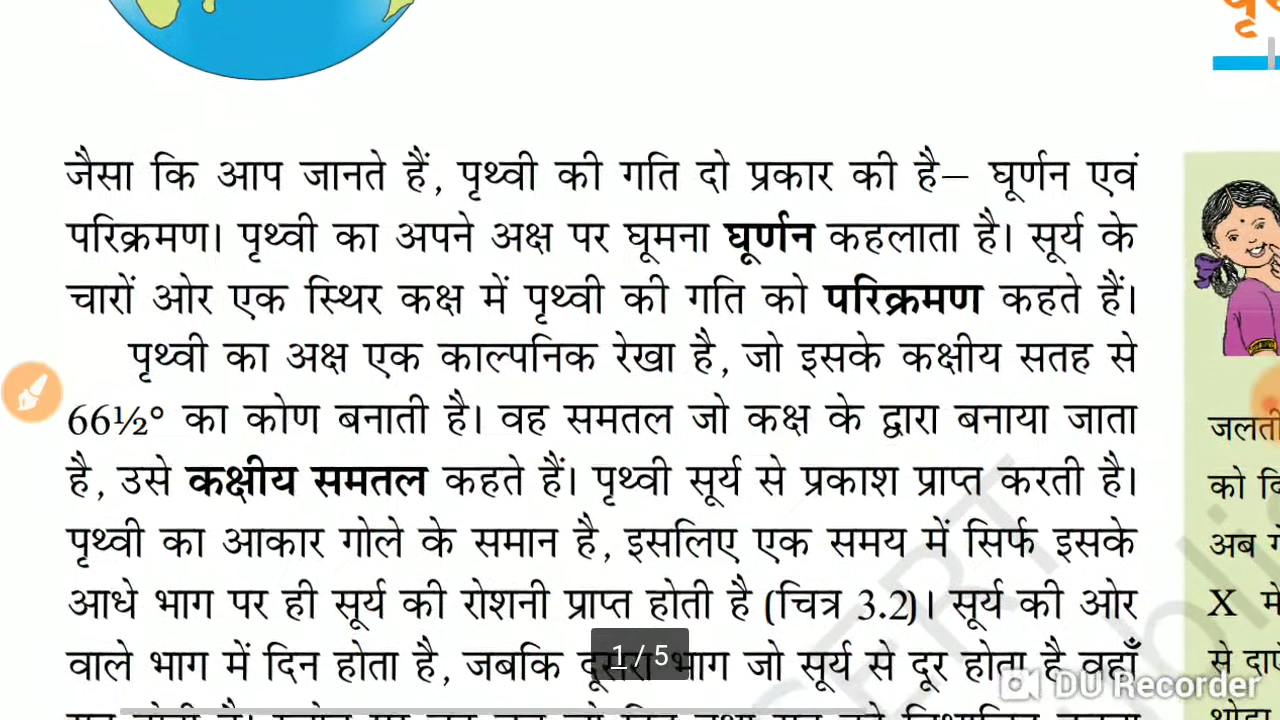 जैसा कि आप जानते हैं, पृथ्वी की गति दो प्रकार की है– घूर्णन एवं
परिक्रमण। पृथ्वी का अपने अक्ष पर घूमना घूर्णन कहलाता है। सूर्य के
चारों ओर एक स्थिर कक्ष में पृथ्वी की गति को परिक्रमण कहते हैं।
पृथ्वी का अक्ष एक काल्पनिक रेखा है, जो इसके कक्षीय सतह से
66½° का कोण बनाती है। वह समतल जो कक्ष के द्वारा बनाया जाता
है, उसे कक्षीय समतल कहते हैं। पृथ्वी सूर्य से प्रकाश प्राप्त करती है।
पृथ्वी का आकार गोले के समान है, इसलिए एक समय में सिर्फ इसके
आधे भाग पर ही सूर्य की रोशनी प्राप्त होती है (चित्र 3.2)। सूर्य की ओर
वाले भाग में दिन होता है, जबकि दूसरा भाग जो सूर्य से दूर होता है वहाँ
1 / 5
को
अब
X में
से
DU Recorder